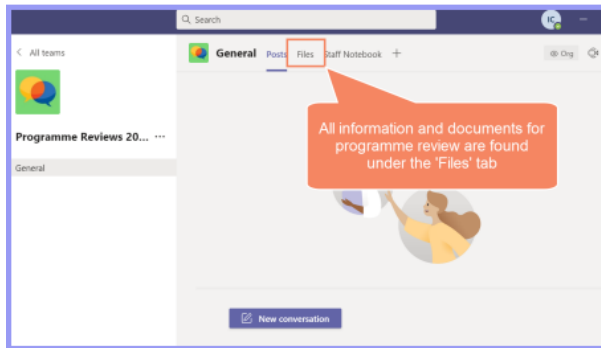 Search
IC
All teams
General Posts Files Staff Notebook
Org
Programme Reviews 20... ...
General
All information and documents for
programme review are found
under the 'Files' tab
New conversation